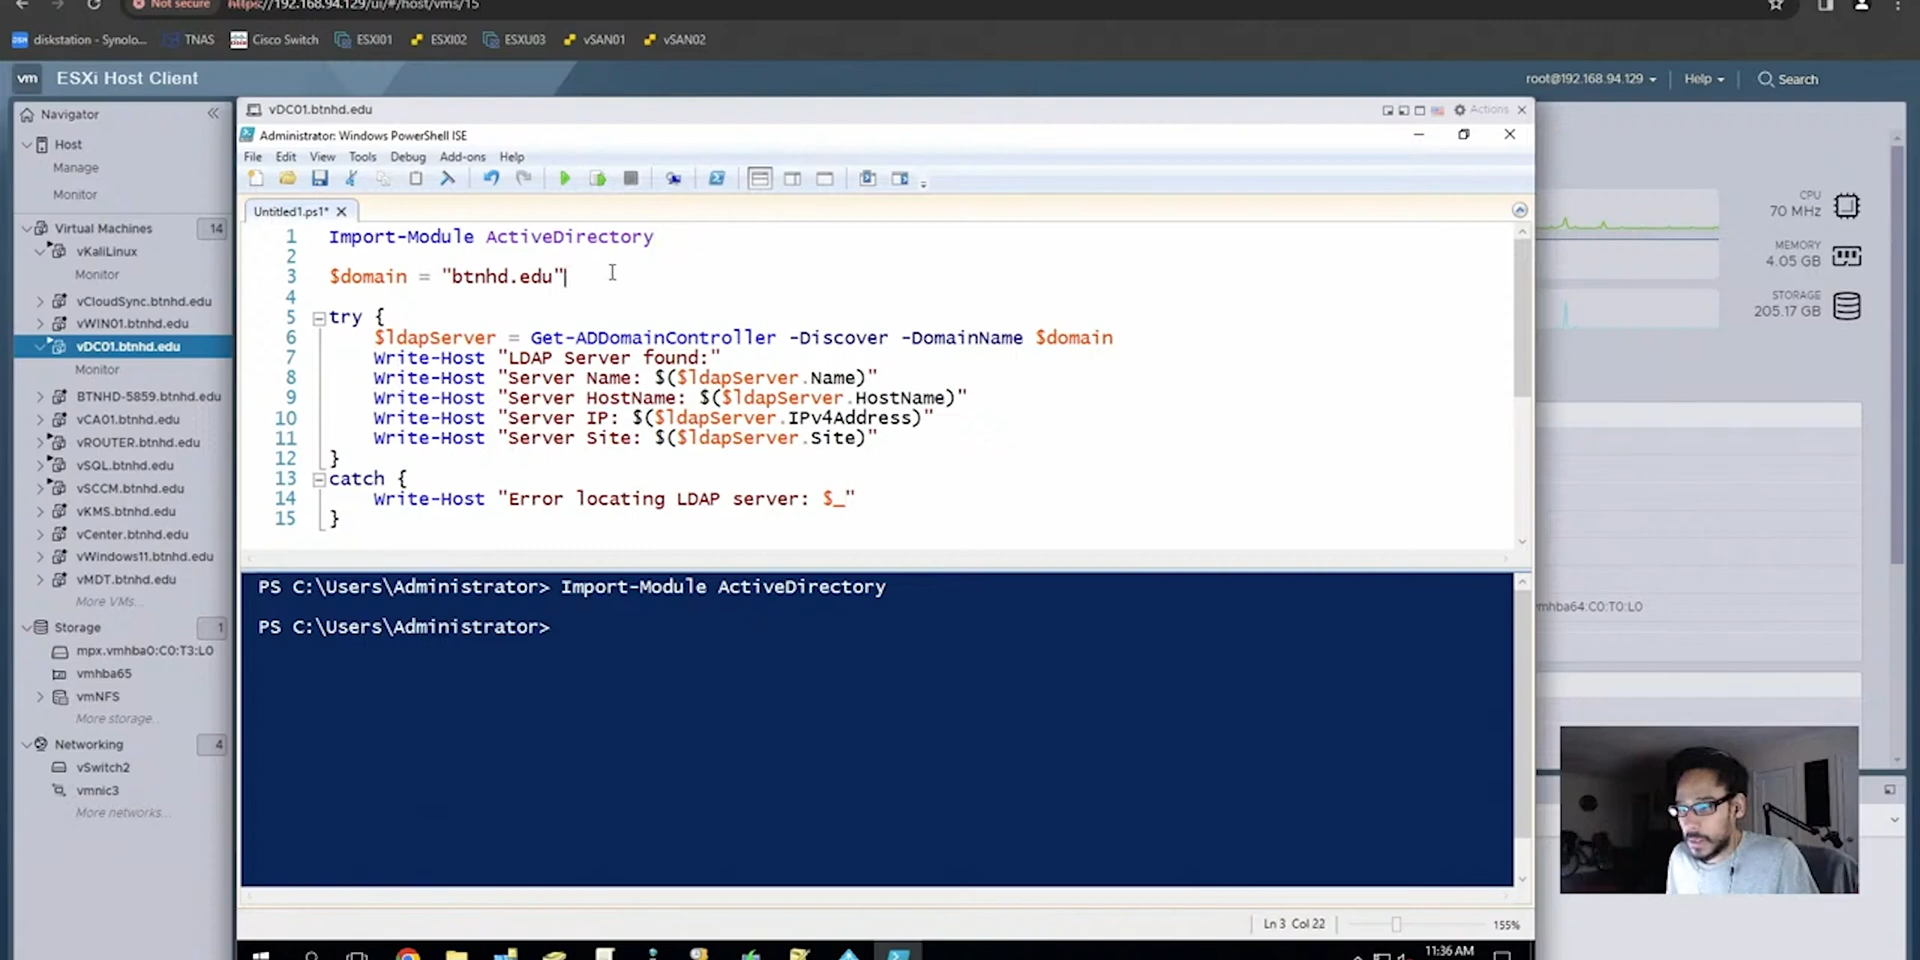 Not secure https://192.168.94.129/ui/#/host/vms/15
DSM diskstation - Synolo... TNAS Cisco Switch ESXI01 ESXI02 ESXU03 vSAN01 vSAN02
vm ESXi Host Client root@192.168.94.129 Help Search
Navigator
Host
Manage
Monitor
Virtual Machines 14
vKaliLinux
Monitor
vCloudSync.btnhd.edu
vWIN01.btnhd.edu
vDC01.btnhd.edu
Monitor
BTNHD-5859.btnhd.edu
vCA01.btnhd.edu
vROUTER.btnhd.edu
vSQL.btnhd.edu
vSCCM.btnhd.edu
vKMS.btnhd.edu
vCenter.btnhd.edu
vWindows11.btnhd.edu
vMDT.btnhd.edu
More VMs...
Storage 1
mpx.vmhba0:C0:T3:L0
vmhba65
vmNFS
More storage...
Networking 4
vSwitch2
vmnic3
More networks...
vDC01.btnhd.edu Actions
Administrator: Windows PowerShell ISE
File Edit View Tools Debug Add-ons Help
Untitled1.ps1* X
1 Import-Module ActiveDirectory
2
3 $domain = "btnhd.edu"
4
5 try {
6 $ldapServer = Get-ADDomainController -Discover -DomainName $domain
7 Write-Host "LDAP Server found:"
8 Write-Host "Server Name: $($ldapServer.Name)"
9 Write-Host "Server HostName: $($ldapServer.HostName)"
10 Write-Host "Server IP: $($ldapServer.IPv4Address)"
11 Write-Host "Server Site: $($ldapServer.Site)"
12 }
13 catch {
14 Write-Host "Error locating LDAP server: $_"
15 }
PS C:\Users\Administrator> Import-Module ActiveDirectory
PS C:\Users\Administrator>
Ln 3 Col 22 155%
11:36 AM
CPU
70 MHz
MEMORY
4.05 GB
STORAGE
205.17 GB
mhba64:C0:T0:L0